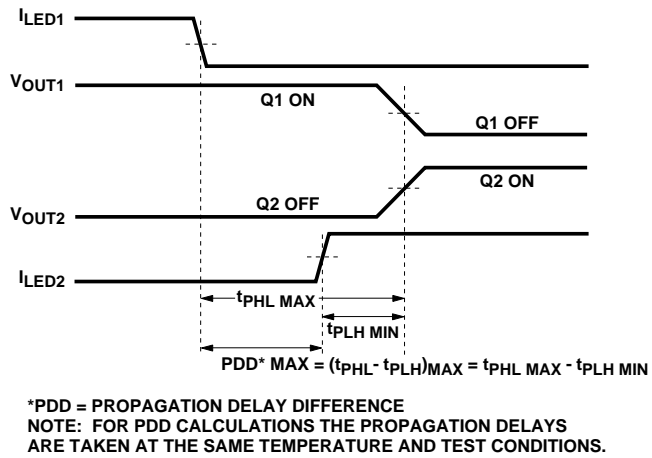 ILED1
VOUT1
Q1 ON
Q1 OFF
Q2 ON
Q2 OFF
VOUT2
ILED2
tPHL MAX
tPLH MIN
PDD* MAX = (tPHL- tPLH)MAX = tPHL MAX - tPLH MIN
*PDD = PROPAGATION DELAY DIFFERENCE
NOTE: FOR PDD CALCULATIONS THE PROPAGATION DELAYS
ARE TAKEN AT THE SAME TEMPERATURE AND TEST CONDITIONS.